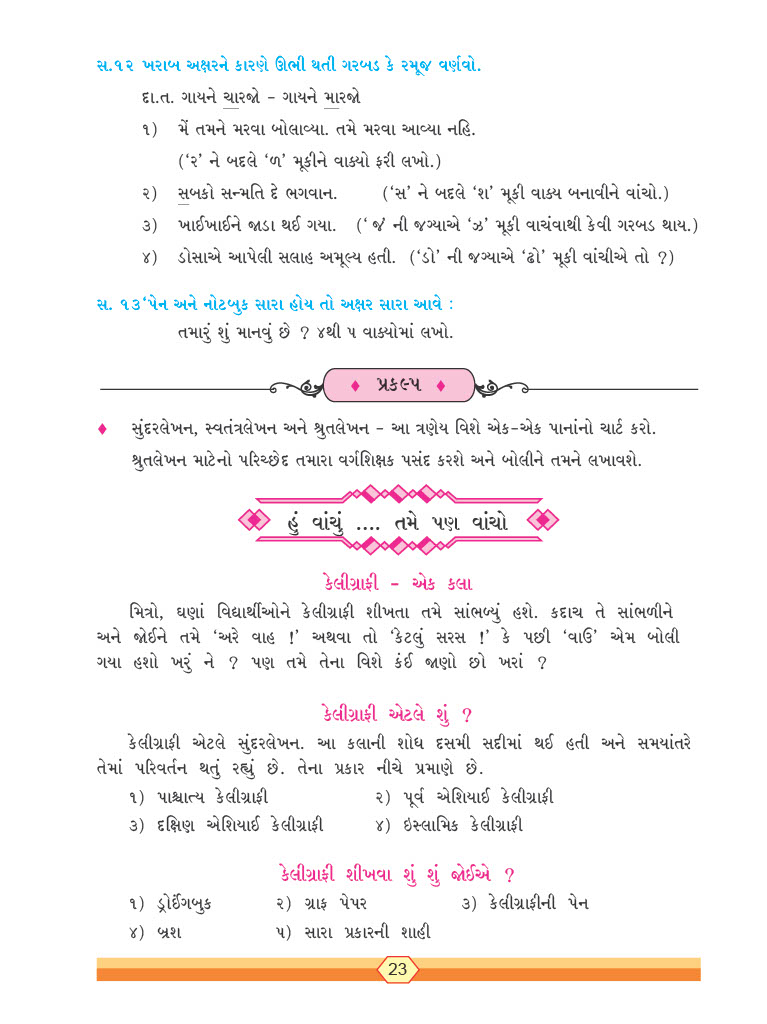 સ.૧૨ ખરાબ અક્ષરને કારણે ઊભી થતી ગરબડ કે રમૂજ વર્ણવો.
દા.ત. ગાયને ચારજો - ગાયને મારજો
૧) મેં તમને મરવા બોલાવ્યા. તમે મરવા આવ્યા નહિ.
(‘ર’ ને બદલે ‘ળ’ મૂકીને વાક્યો ફરી લખો.)
૨) સબકો સન્મતિ દે ભગવાન. (‘સ’ ને બદલે ‘શ’ મૂકી વાક્ય બનાવીને વાંચો.)
૩) ખાઈખાઈને જાડા થઈ ગયા. (‘ જ’ ની જગ્યાએ ‘ઝ’ મૂકી વાચંવાથી કેવી ગરબડ થાય.)
૪) ડોસાએ આપેલી સલાહ અમૂલ્ય હતી. (‘ડો’ ની જગ્યાએ ‘ઢો’ મૂકી વાંચીએ તો ?)
સ. ૧૩‘પેન અને નોટબુક સારા હોય તો અક્ષર સારા આવે :
તમારું શું માનવું છે ? ૪થી ૫ વાક્યોમાં લખો.
♦ પ્રકલ્પ ♦
♦ સુંદરલેખન, સ્વતંત્રલેખન અને શ્રુતલેખન - આ ત્રણેય વિશે એક-એક પાનાંનો ચાર્ટ કરો.
શ્રુતલેખન માટેનો પરિચ્છેદ તમારા વર્ગશિક્ષક પસંદ કરશે અને બોલીને તમને લખાવશે.
હું વાંચું .... તમે પણ વાંચો
કેલીગ્રાફી - એક કલા
મિત્રો, ઘણાં વિદ્યાર્થીઓને કેલીગ્રાફી શીખતા તમે સાંભળ્યું હશે. કદાચ તે સાંભળીને
અને જોઈને તમે ‘અરે વાહ !’ અથવા તો ‘કેટલું સરસ !’ કે પછી ‘વાઉ’ એમ બોલી
ગયા હશો ખરું ને ? પણ તમે તેના વિશે કંઈ જાણો છો ખરાં ?
કેલીગ્રાફી એટલે શું ?
કેલીગ્રાફી એટલે સુંદરલેખન. આ કલાની શોધ દસમી સદીમાં થઈ હતી અને સમયાંતરે
તેમાં પરિવર્તન થતું રહ્યું છે. તેના પ્રકાર નીચે પ્રમાણે છે.
૧) પાશ્ચાત્ય કેલીગ્રાફી ૨) પૂર્વ એશિયાઈ કેલીગ્રાફી
૩) દક્ષિણ એશિયાઈ કેલીગ્રાફી ૪) ઇસ્લામિક કેલીગ્રાફી
કેલીગ્રાફી શીખવા શું શું જોઈએ ?
૧) ડ્રોઈંગબુક ૨) ગ્રાફ પેપર ૩) કેલીગ્રાફીની પેન
૪) બ્રશ ૫) સારા પ્રકારની શાહી
23